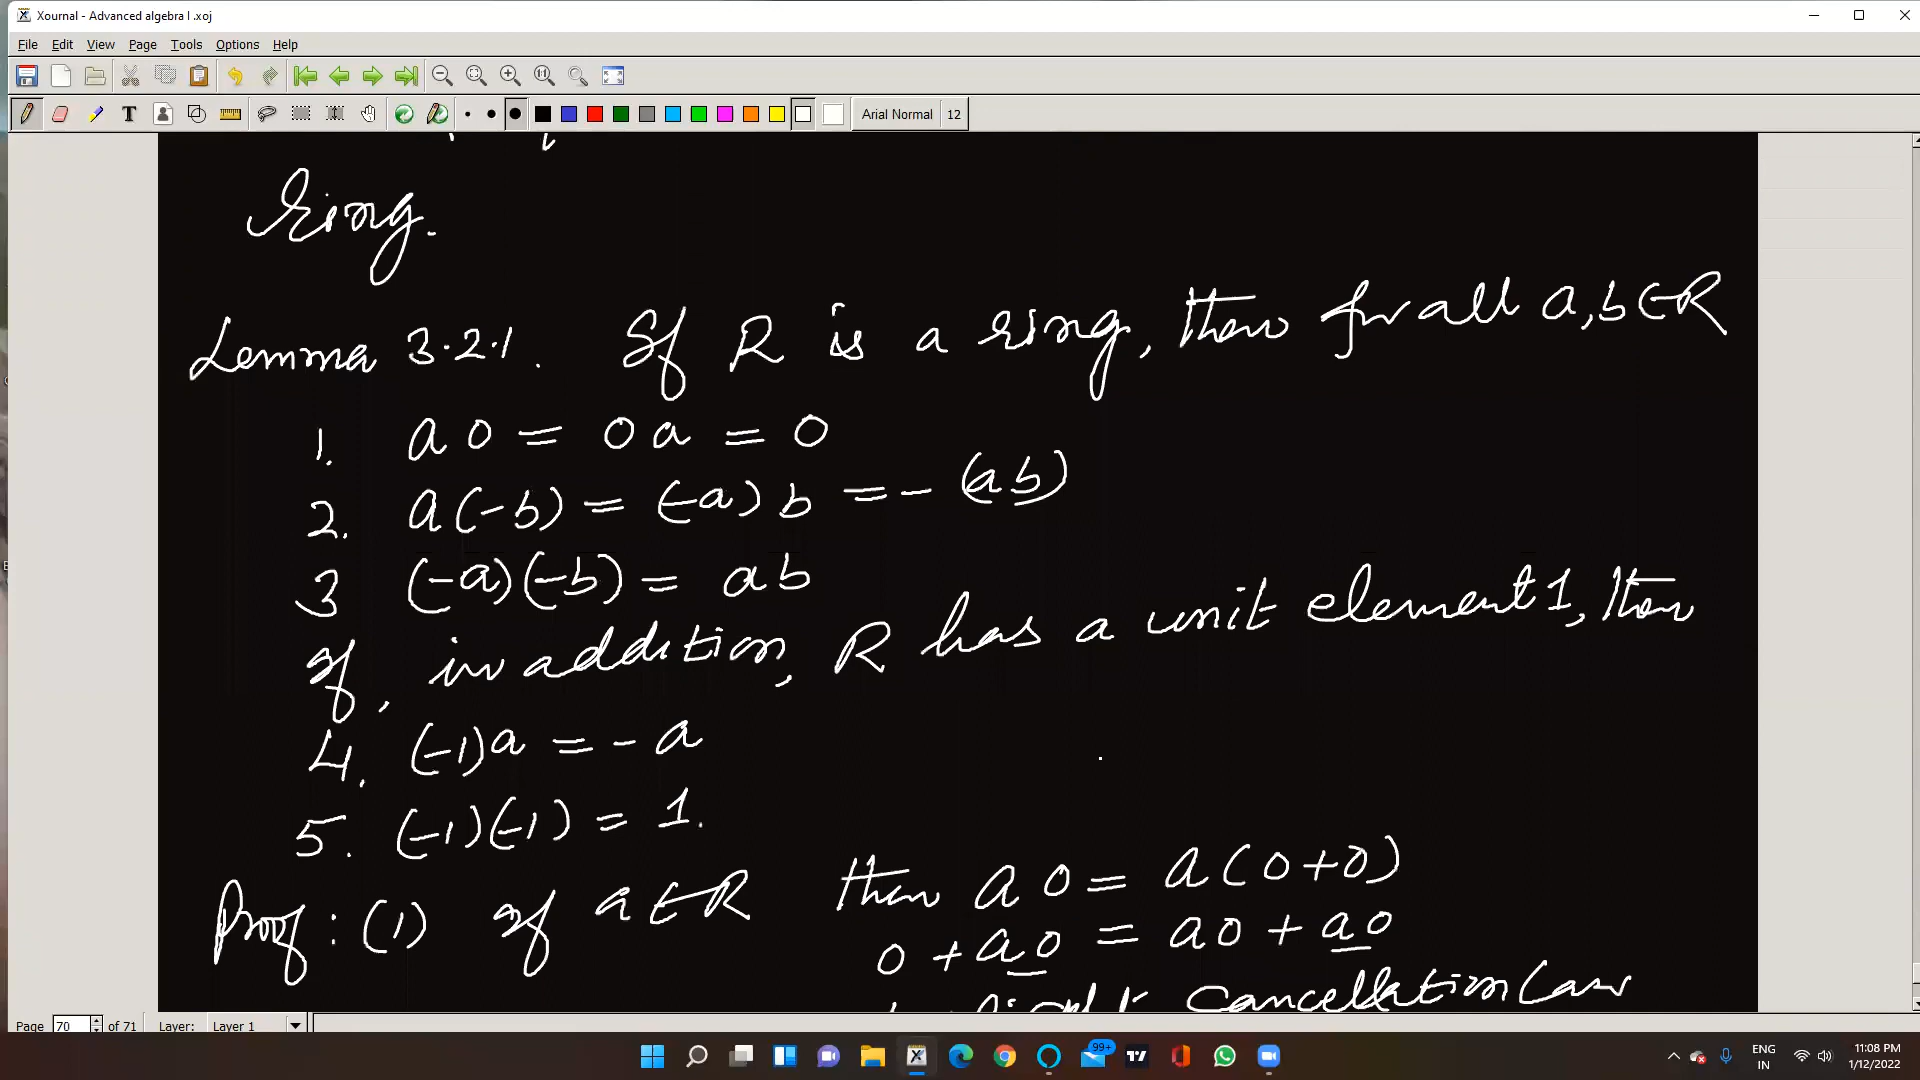 Xournal - Advanced algebra I .xoj
File Edit View Page Tools Options Help
Arial Normal 12
ring.
Lemma 3.2.1. If R is a ring, then for all a, b ∈ R
1. a0 = 0a = 0
2. a(-b) = (-a)b = -(ab)
3 (-a)(-b) = ab
If, in addition, R has a unit element 1, then
4. (-1)a = -a
5. (-1)(-1) = 1.
Proof: (1) If a ∈ R then a0 = a(0+0)
0 + a0 = a0 + a0
right cancellation law
Page 70 of 71 Layer: Layer 1
99+
ENG
IN
11:08 PM
1/12/2022